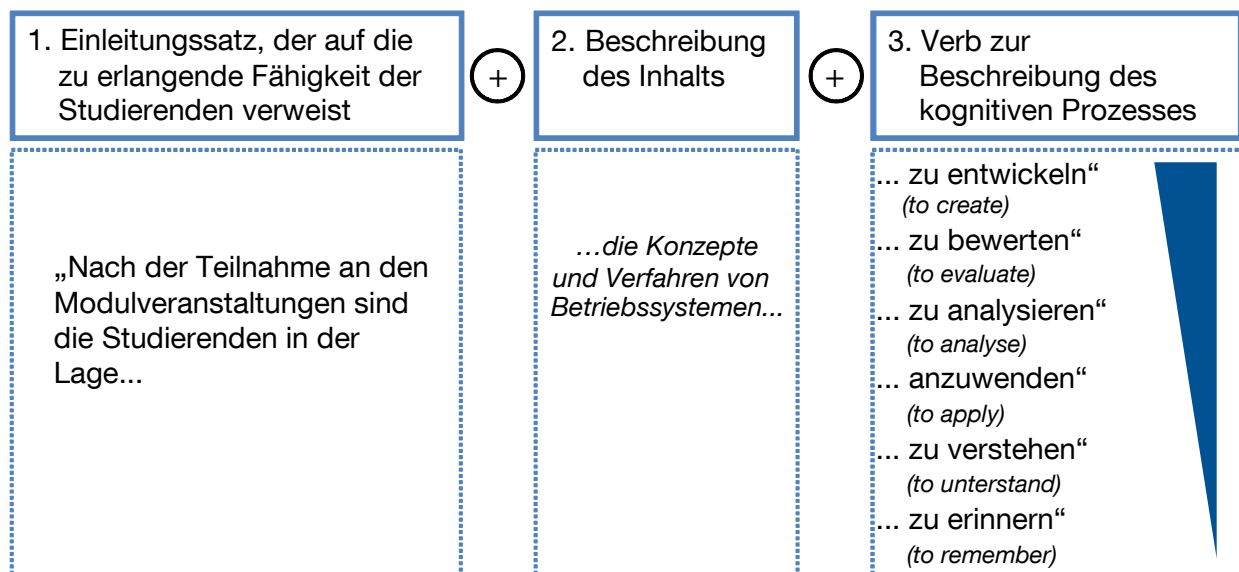 1. Einleitungssatz, der auf die
zu erlangende Fähigkeit der
Studierenden verweist
+
2. Beschreibung
des Inhalts
+
3. Verb zur
Beschreibung des
kognitiven Prozesses
„Nach der Teilnahme an den
Modulveranstaltungen sind
die Studierenden in der
Lage...
...die Konzepte
und Verfahren von
Betriebssystemen...
... zu entwickeln“
(to create)
... zu bewerten“
(to evaluate)
... zu analysieren“
(to analyse)
... anzuwenden“
(to apply)
... zu verstehen“
(to unterstand)
... zu erinnern“
(to remember)